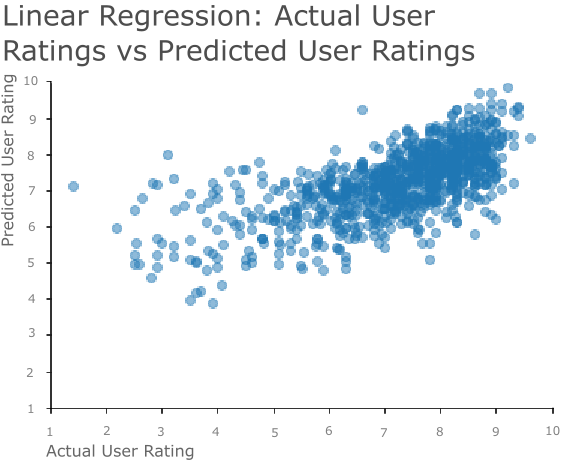 Linear Regression: Actual User
Ratings vs Predicted User Ratings
Predicted User Rating
10
9
8
7
6
5
4
3
2
1
1 2 3 4 5 6 7 8 9 10
Actual User Rating